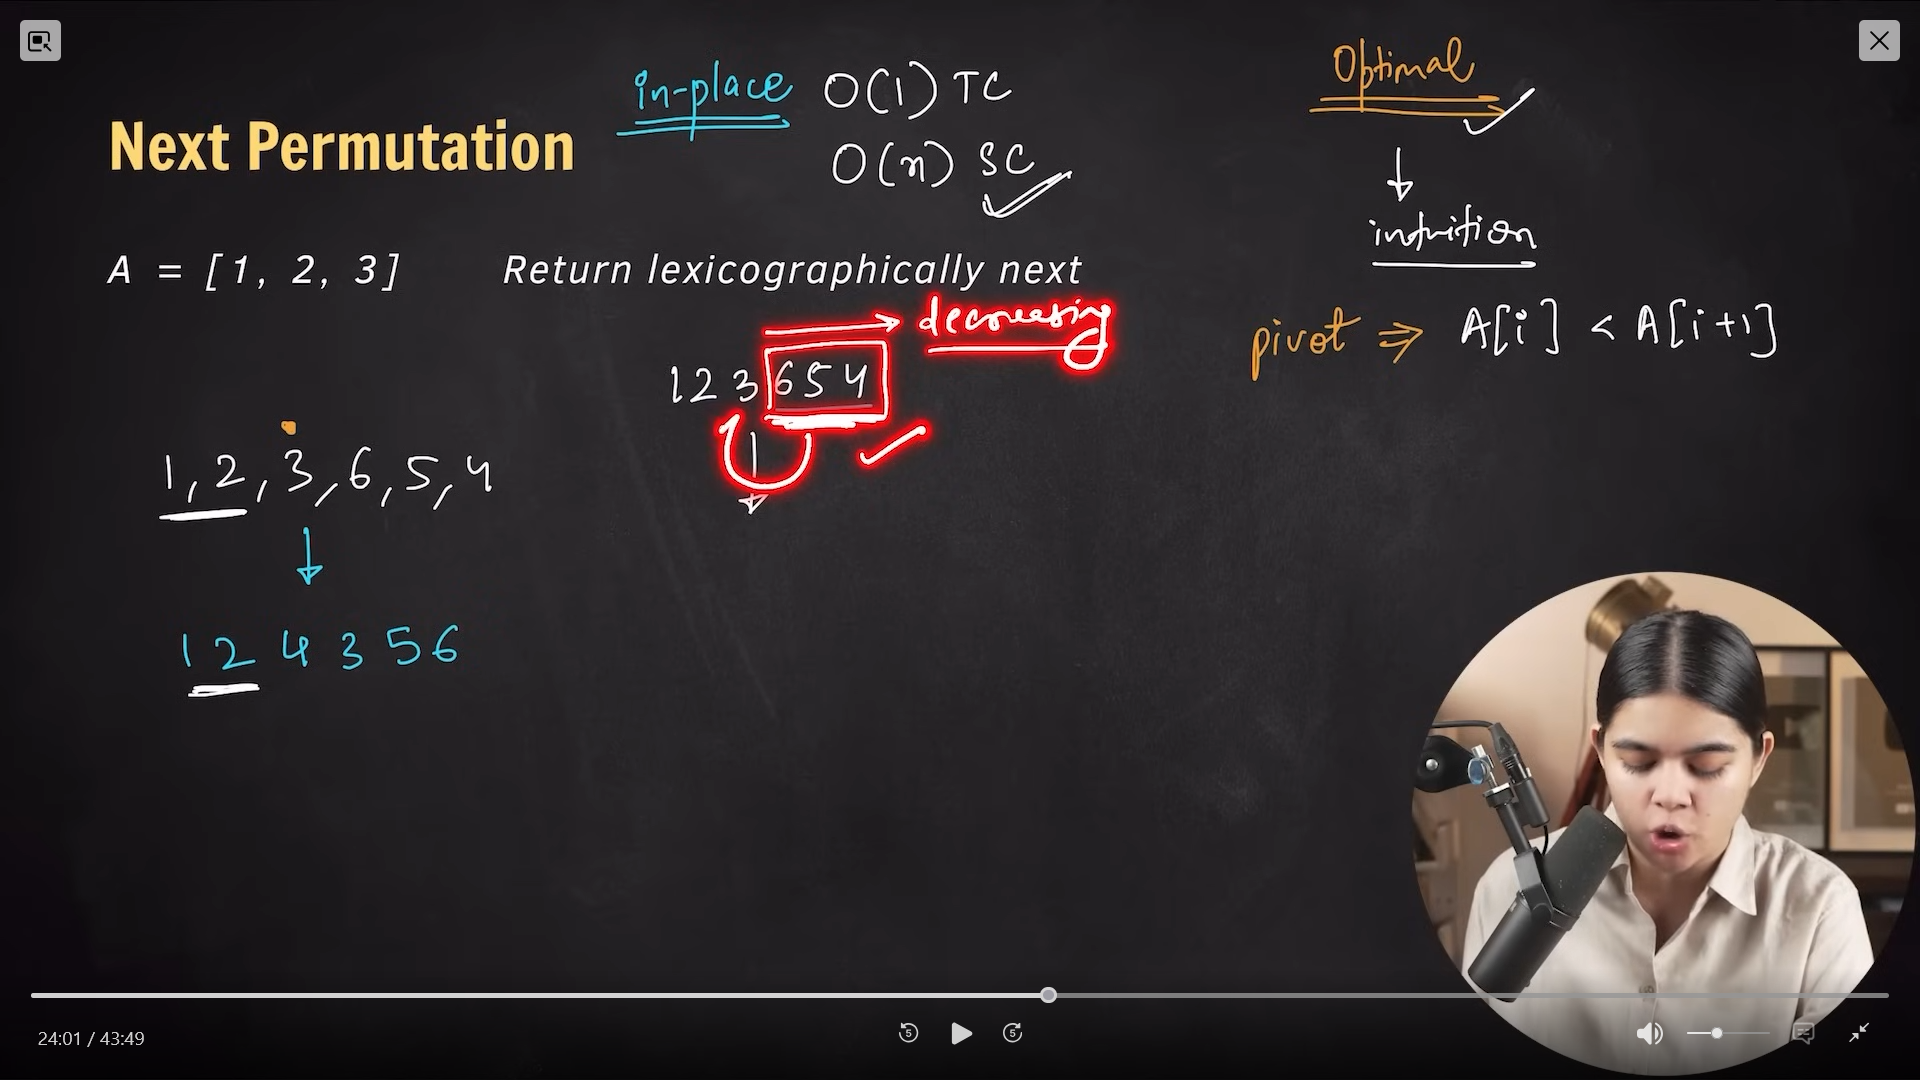 Next Permutation
in-place O(1) TC
O(n) SC
Optimal
intuition
A = [1, 2, 3] Return lexicographically next
decreasing
1 2 3 6 5 4
pivot ⇒ A[i] < A[i+1]
1, 2, 3, 6, 5, 4
1 2 4 3 5 6
24:01 / 43:49
5
5